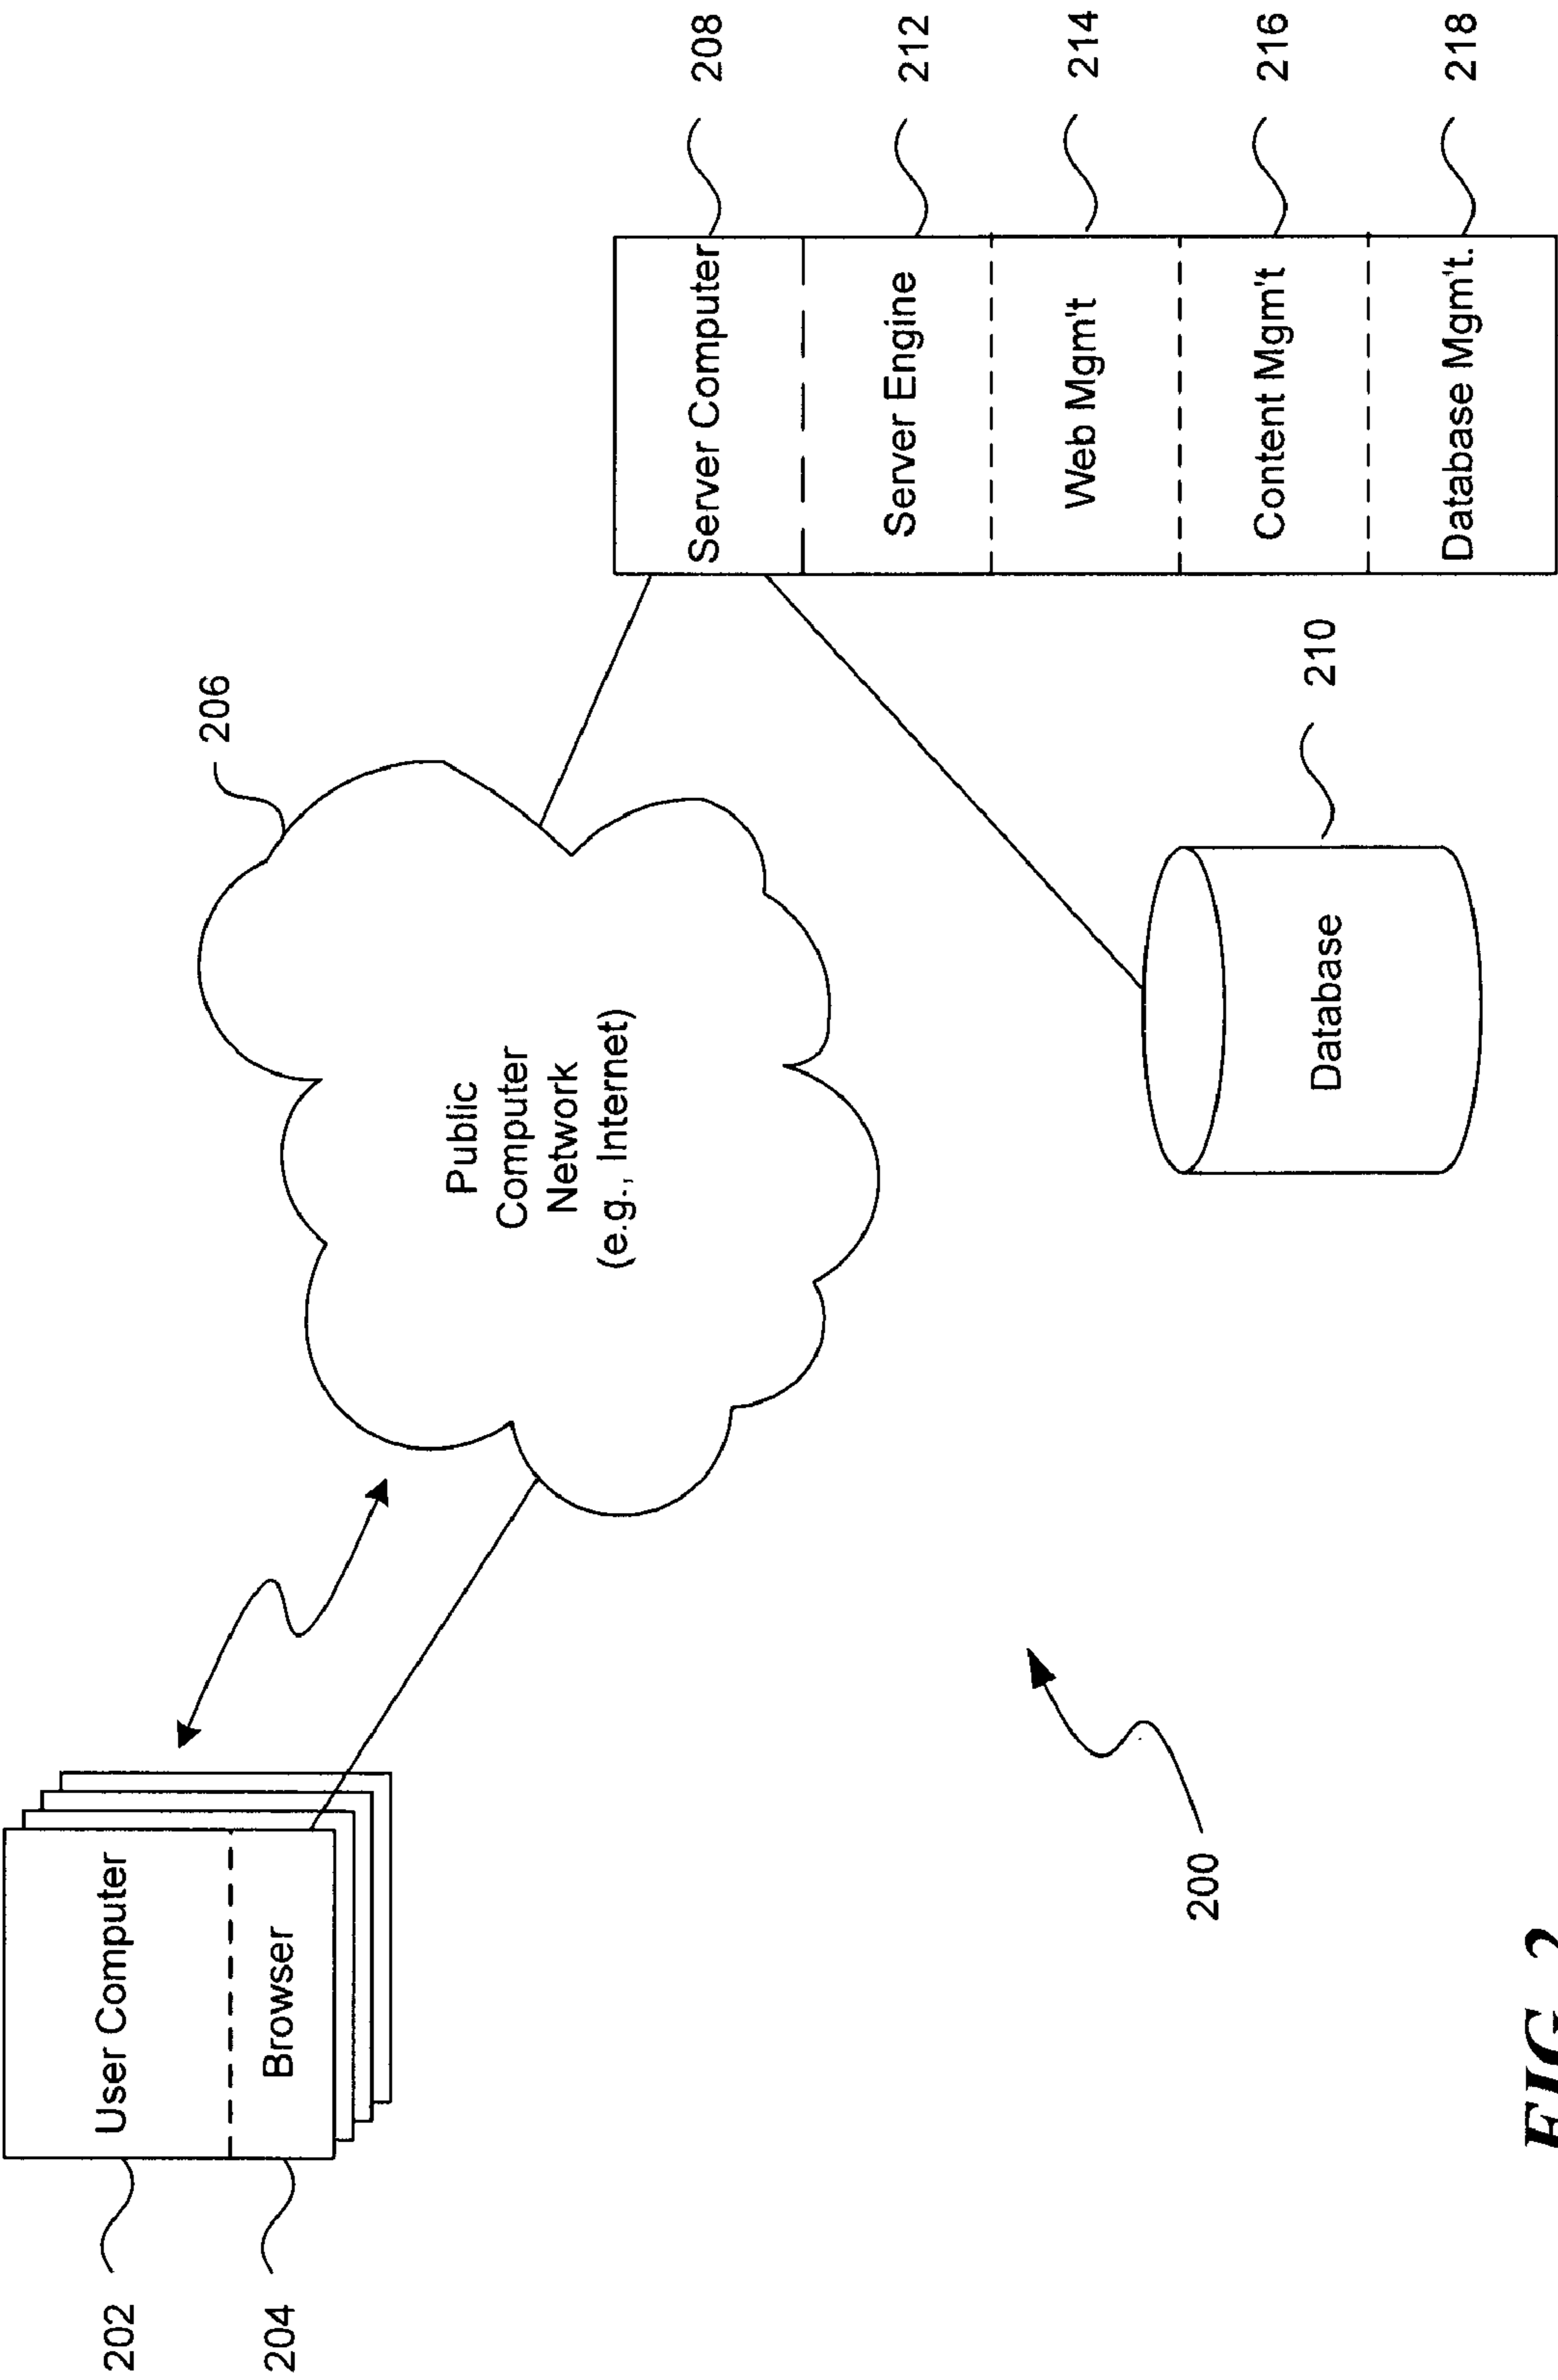 User Computer
202
Browser
204
206
Public
Computer
Network
(e.g., Internet)
Server Computer
208
Server Engine
212
Web Mgm't
214
Content Mgm't
216
Database Mgm't.
218
210
Database
200
FIG. 2